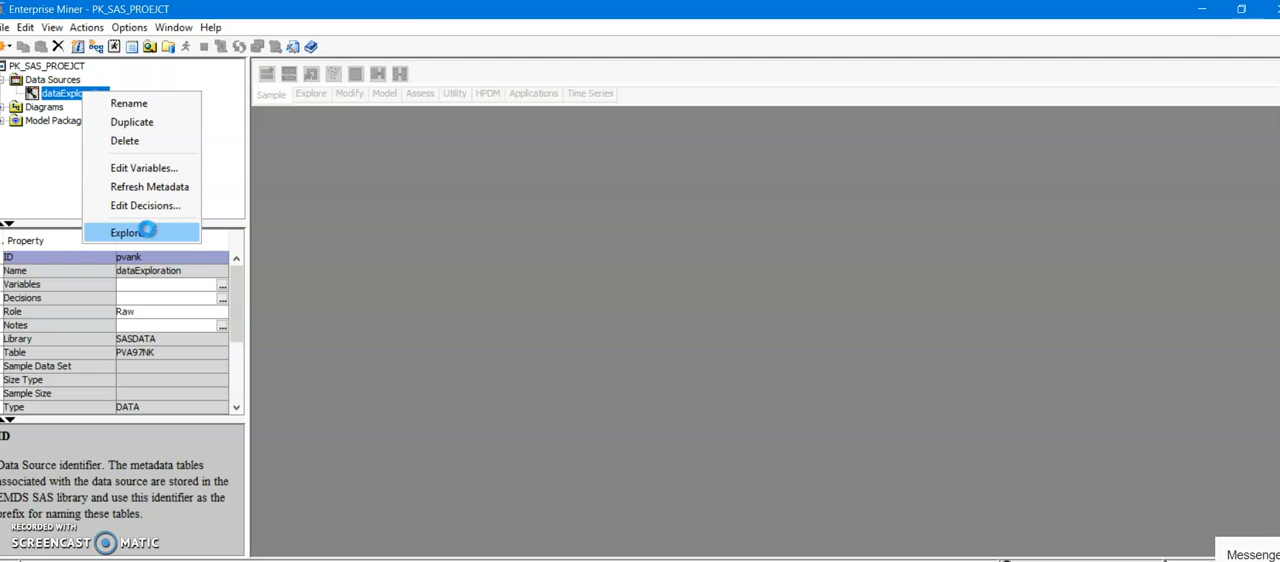 Enterprise Miner - PK_SAS_PROEJCT
ile Edit View Actions Options Window Help
PK_SAS_PROEJCT
Data Sources
dataExplo
Diagrams
Model Packag
Rename
Duplicate
Delete
Edit Variables...
Refresh Metadata
Edit Decisions...
Explore
Sample Explore Modify Model Assess Utility HPDM Applications Time Series
. Property
ID pvank
Name dataExploration
Variables ...
Decisions ...
Role Raw
Notes ...
Library SASDATA
Table PVA97NK
Sample Data Set
Size Type
Sample Size
Type DATA
ID
Data Source identifier. The metadata tables
associated with the data source are stored in the
EMDS SAS library and use this identifier as the
prefix for naming these tables.
RECORDED WITH
SCREENCAST MATIC
Messenge